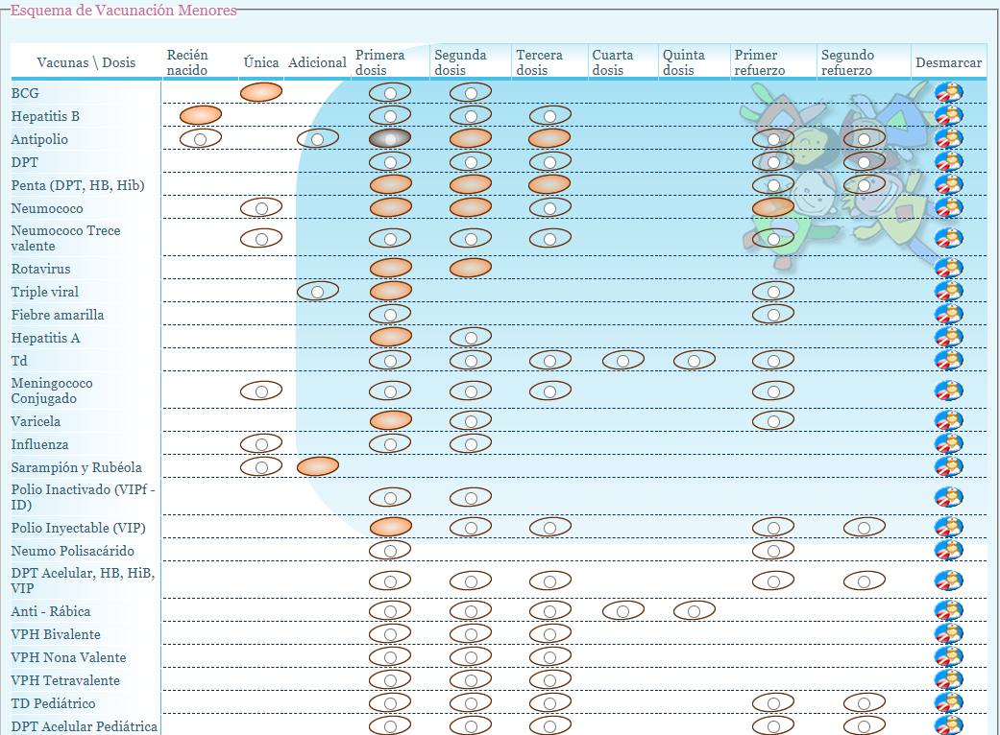 Esquema de Vacunación Menores
Vacunas \ Dosis
Recién
nacido
Única
Adicional
Primera
dosis
Segunda
dosis
Tercera
dosis
Cuarta
dosis
Quinta
dosis
Primer
refuerzo
Segundo
refuerzo
Desmarcar
BCG
Hepatitis B
Antipolio
DPT
Penta (DPT, HB, Hib)
Neumococo
Neumococo Trece
valente
Rotavirus
Triple viral
Fiebre amarilla
Hepatitis A
Td
Meningococo
Conjugado
Varicela
Influenza
Sarampión y Rubéola
Polio Inactivado (VIPf -
ID)
Polio Inyectable (VIP)
Neumo Polisacárido
DPT Acelular, HB, HiB,
VIP
Anti - Rábica
VPH Bivalente
VPH Nona Valente
VPH Tetravalente
TD Pediátrico
DPT Acelular Pediátrica